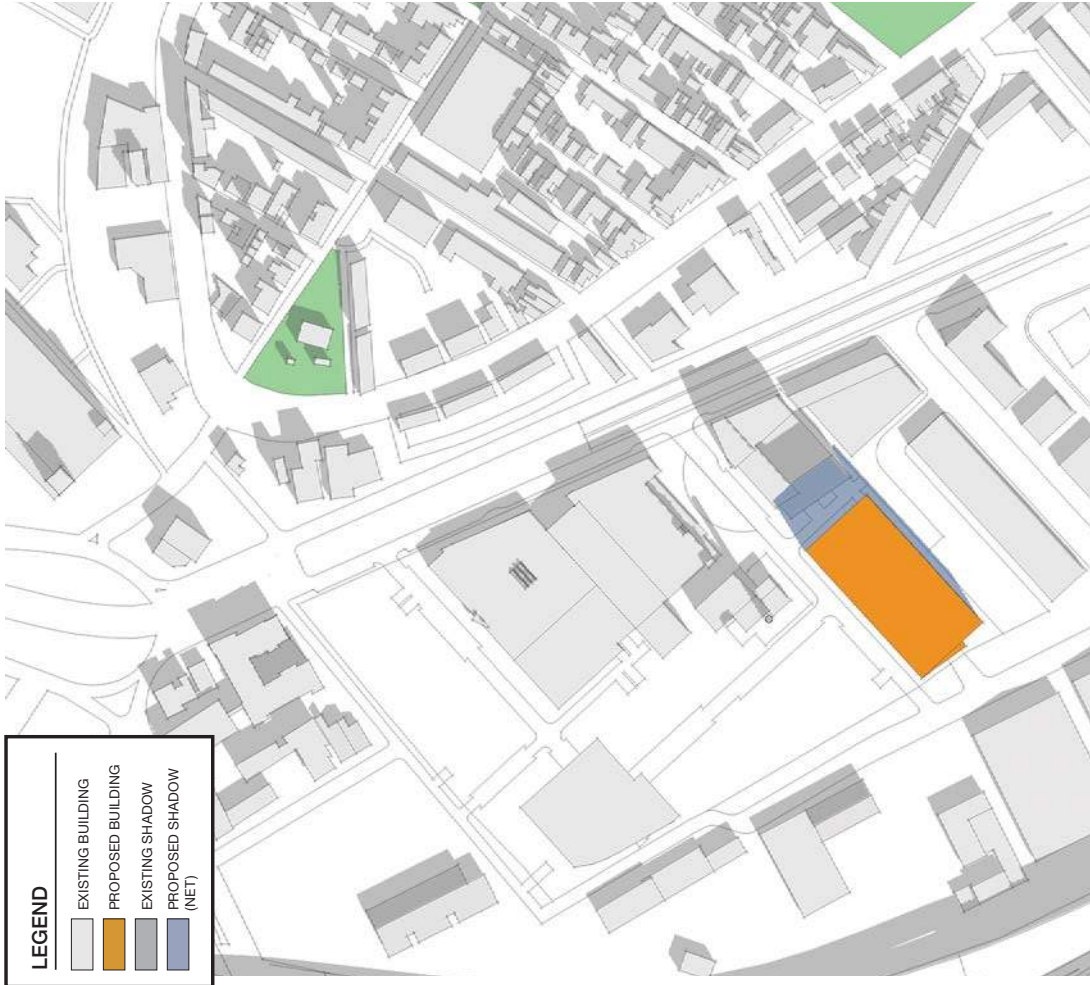 LEGEND
EXISTING BUILDING
PROPOSED BUILDING
EXISTING SHADOW
PROPOSED SHADOW
(NET)